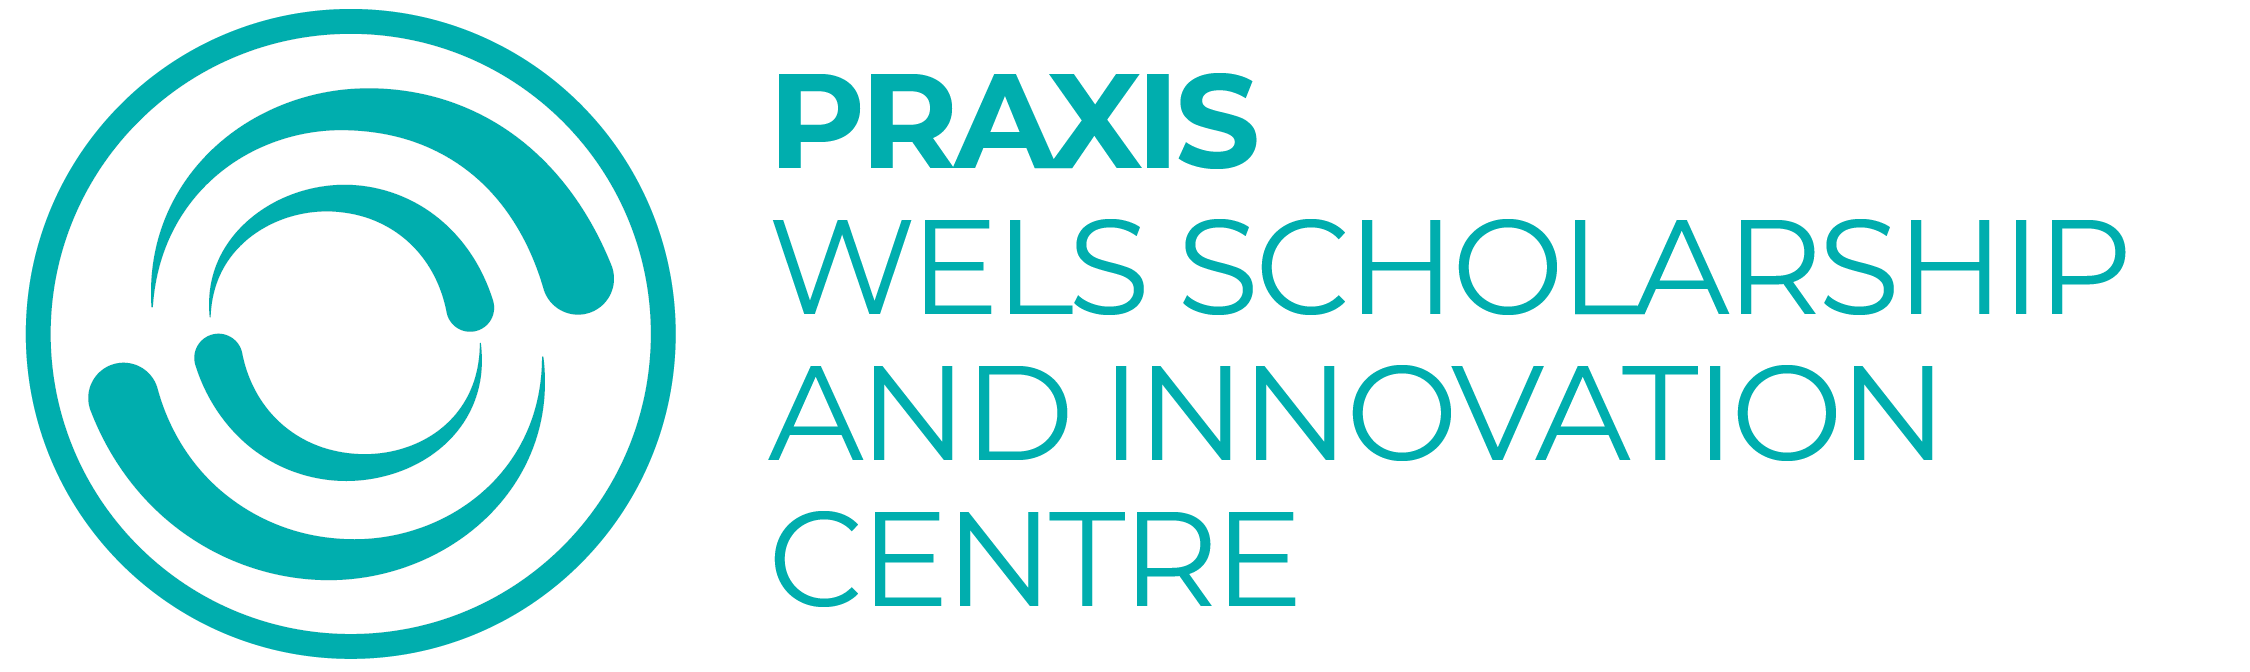 PRAXIS
WELS SCHOLARSHIP
AND INNOVATION
CENTRE